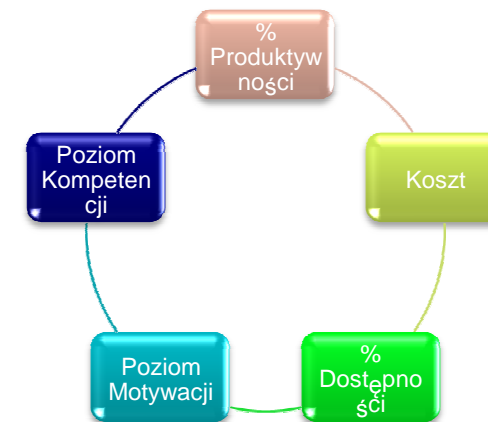 %
Produktyw
ności
Koszt
%
Dostępno
ści
Poziom
Motywacji
Poziom
Kompeten
cji